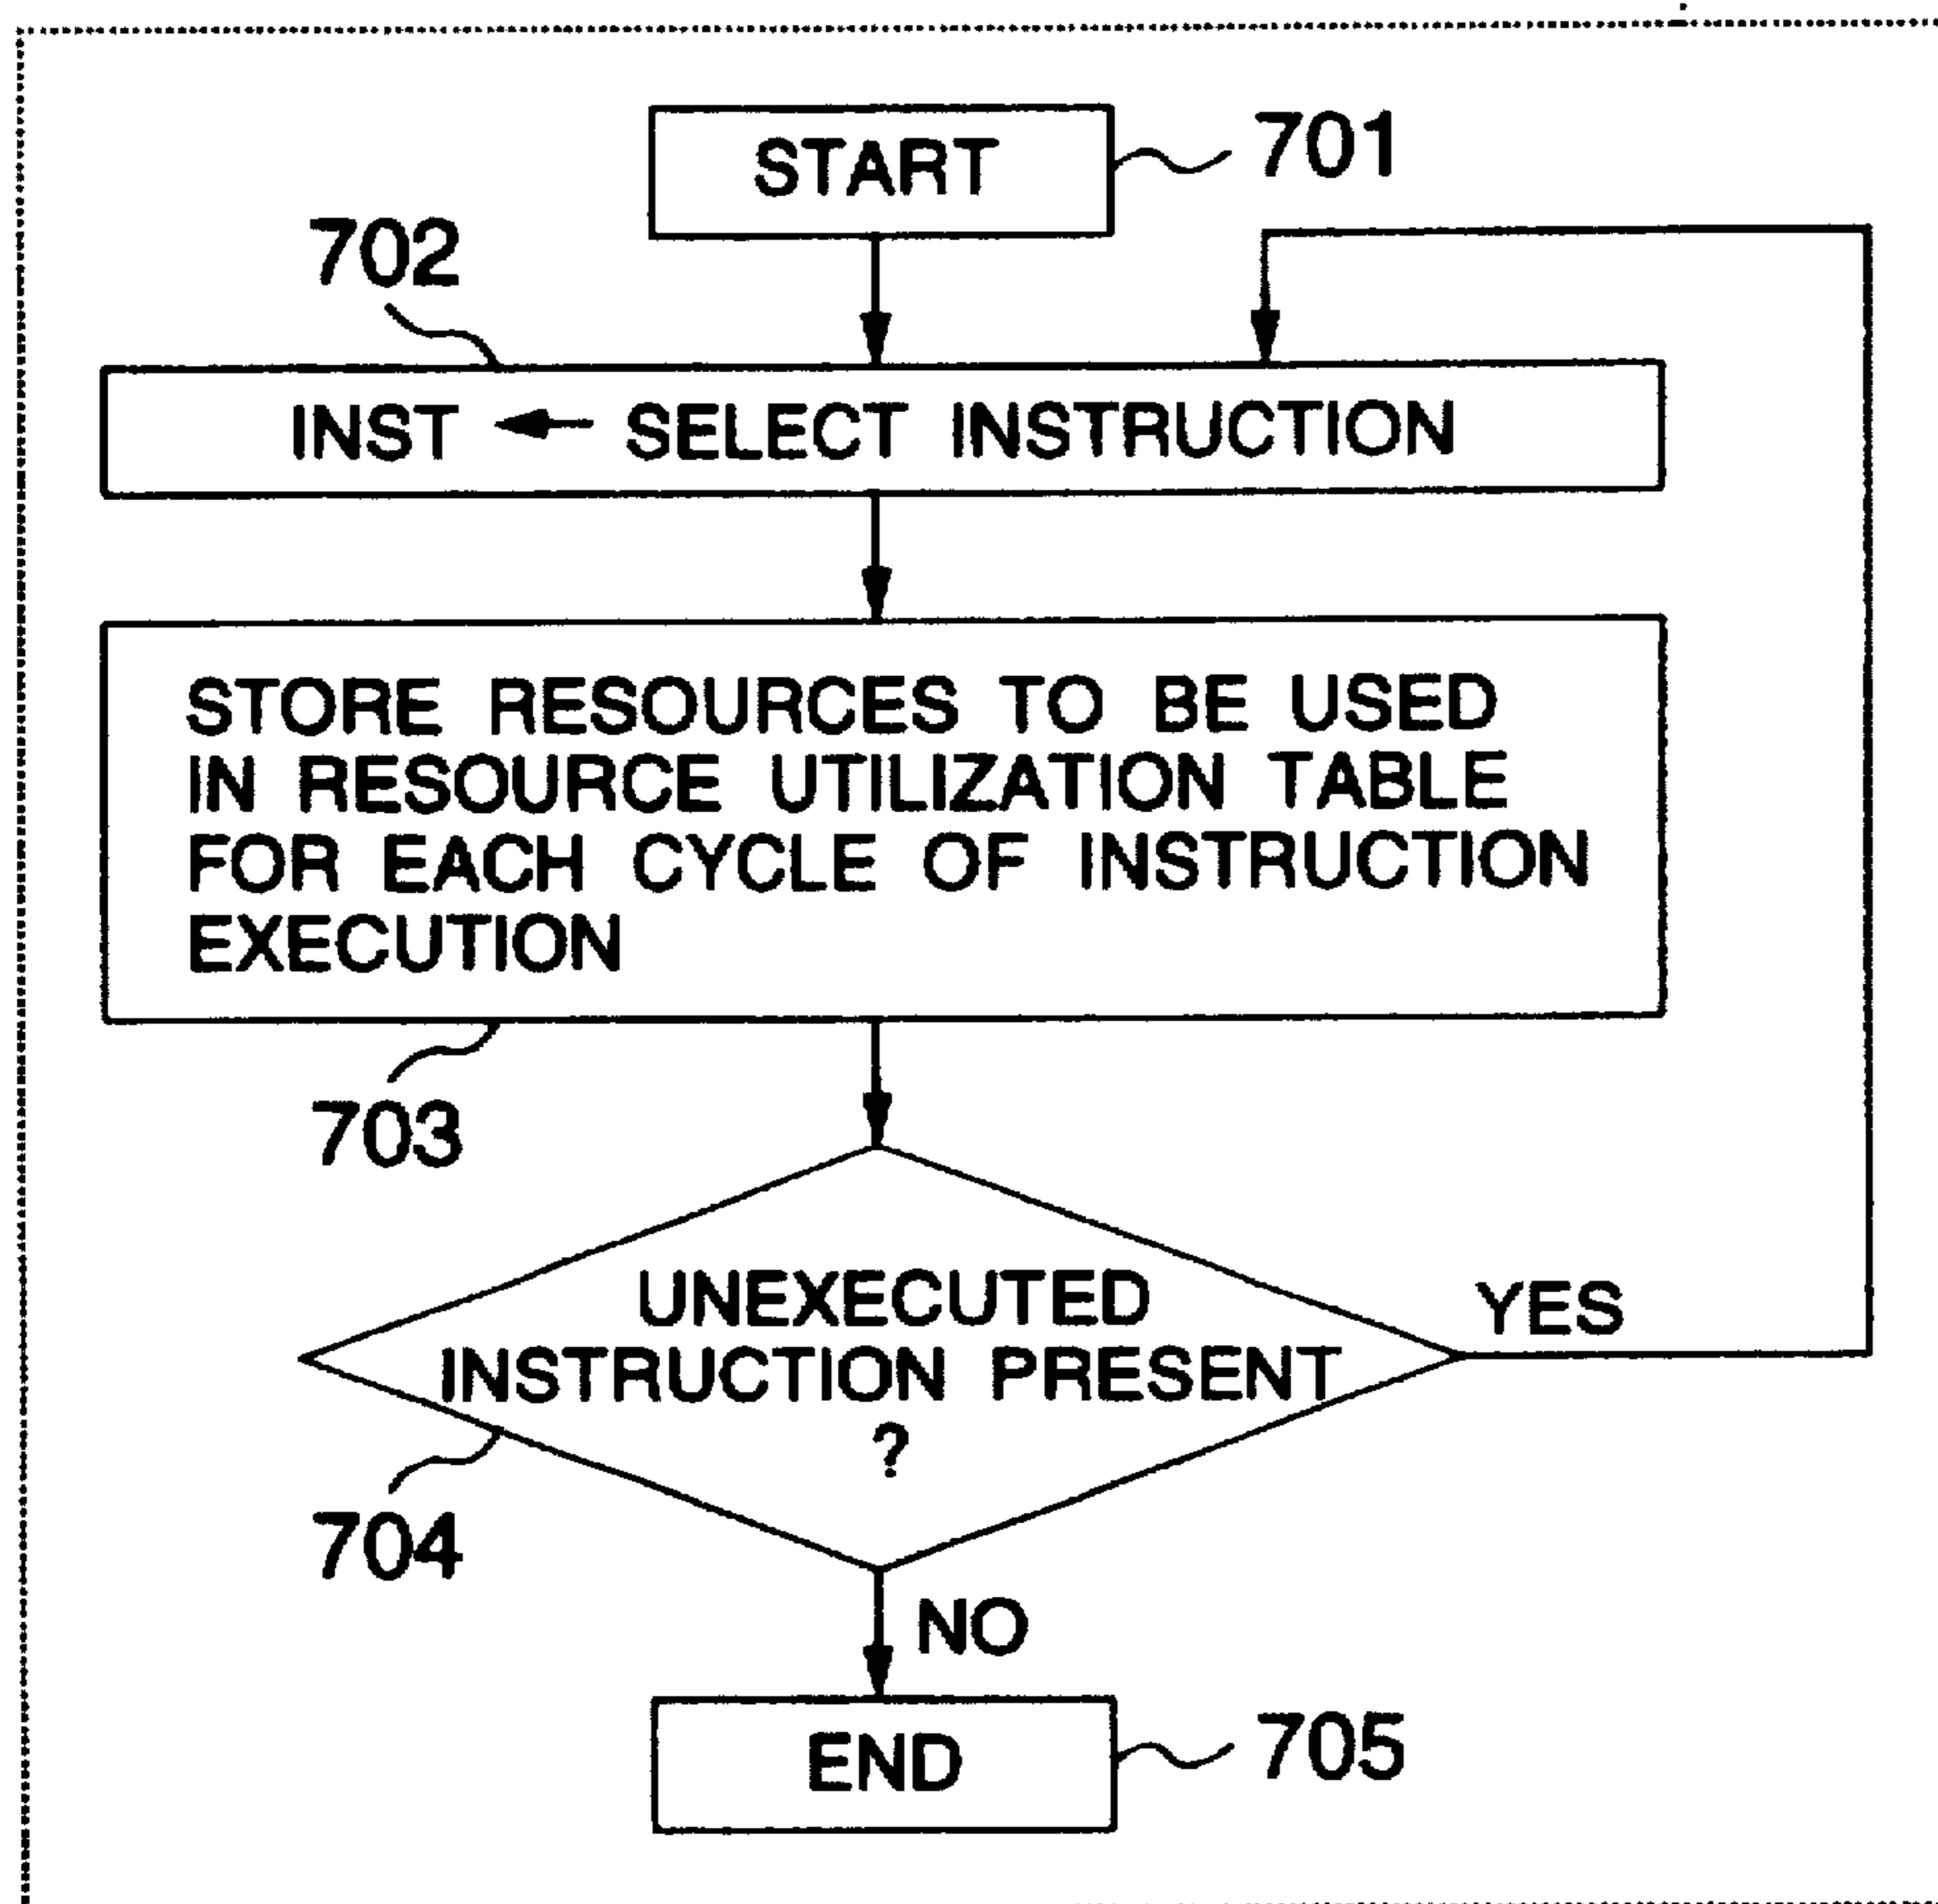 START
701
702
INST ← SELECT INSTRUCTION
STORE RESOURCES TO BE USED
IN RESOURCE UTILIZATION TABLE
FOR EACH CYCLE OF INSTRUCTION
EXECUTION
703
UNEXECUTED
INSTRUCTION PRESENT
?
YES
704
NO
END
705